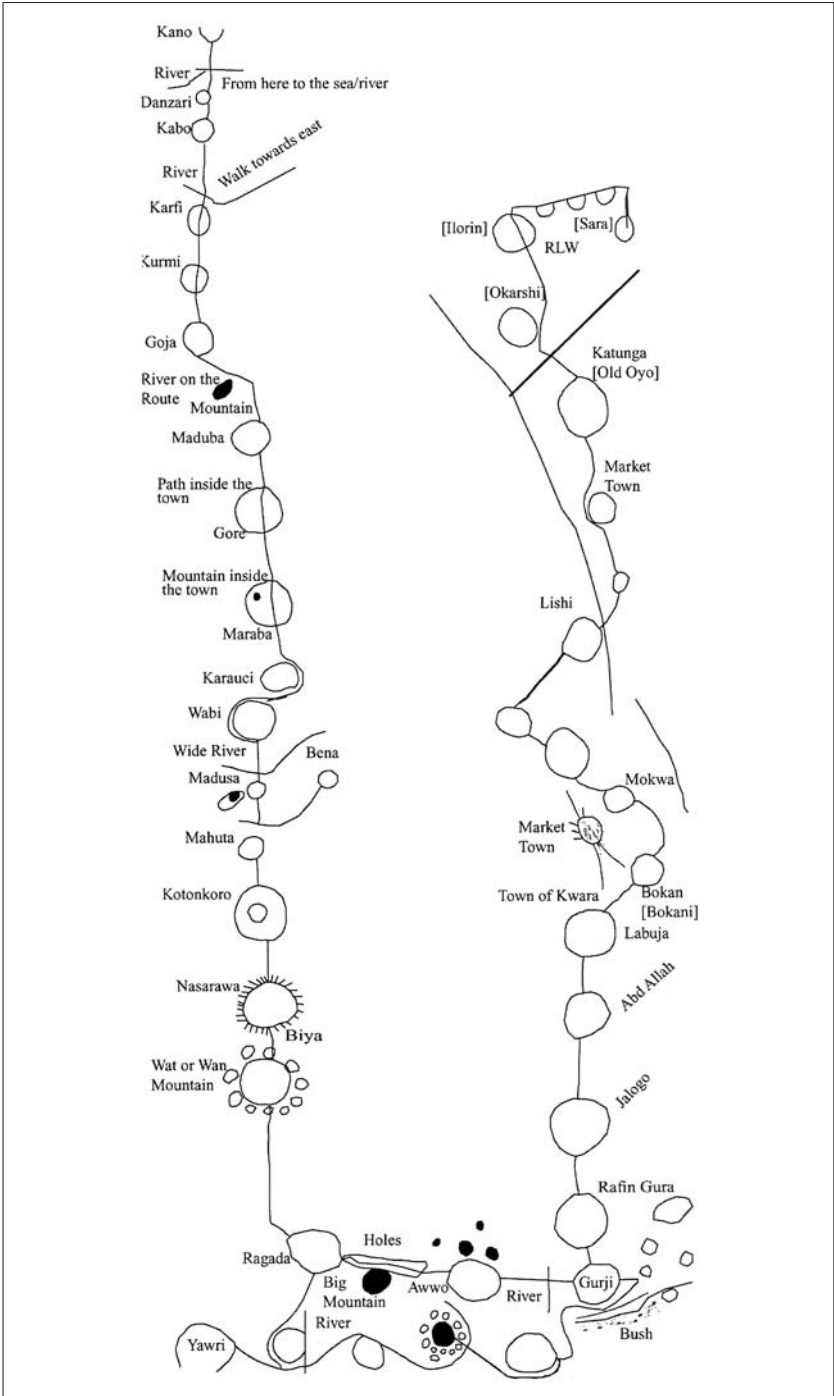 Kano
River
From here to the sea/river
Danzari
Kabo
River
Walk towards east
Karfi
Kurmi
Goja
River on the
Route
Mountain
Maduba
Path inside the
town
Gore
Mountain inside
the town
Maraba
Karauci
Wabi
Wide River
Bena
Madusa
Mahuta
Kotonkoro
Nasarawa
Biya
Wat or Wan
Mountain
Ragada
Holes
Big
Mountain
Awwo
River
Gurji
River
Yawri
Bush
Rafin Gura
Jalogo
Abd Allah
Labuja
Town of Kwara
Bokan
[Bokani]
Market
Town
Mokwa
Lishi
Market
Town
Katunga
[Old Oyo]
[Okarshi]
[Ilorin]
RLW
[Sara]